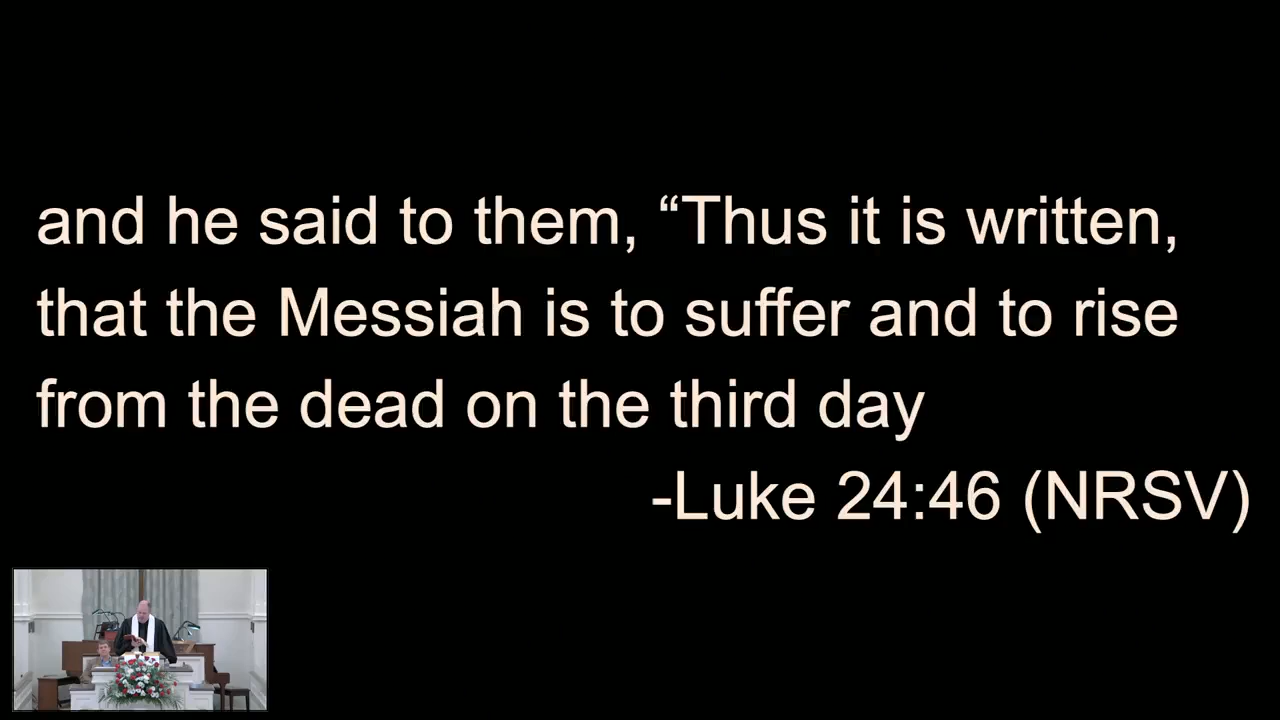 and he said to them, “Thus it is written,
that the Messiah is to suffer and to rise
from the dead on the third day
-Luke 24:46 (NRSV)